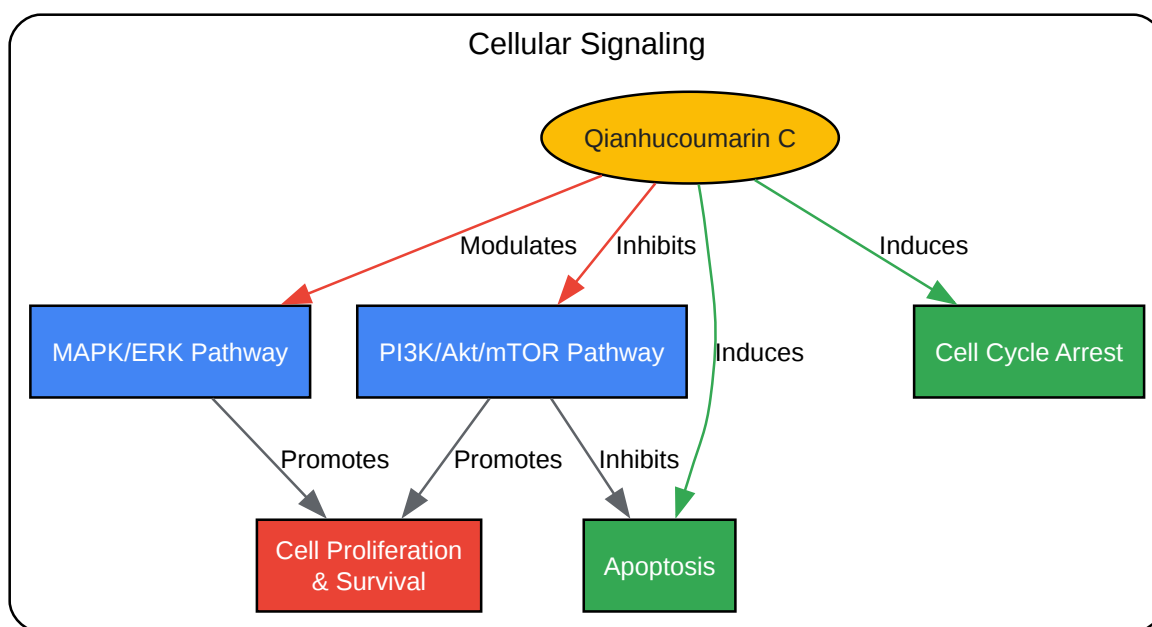 Cellular Signaling
Qianhucoumarin C
Modulates
Inhibits
Induces
MAPK/ERK Pathway
PI3K/Akt/mTOR Pathway
Induces
Cell Cycle Arrest
Promotes
Promotes
Inhibits
Cell Proliferation
& Survival
Apoptosis